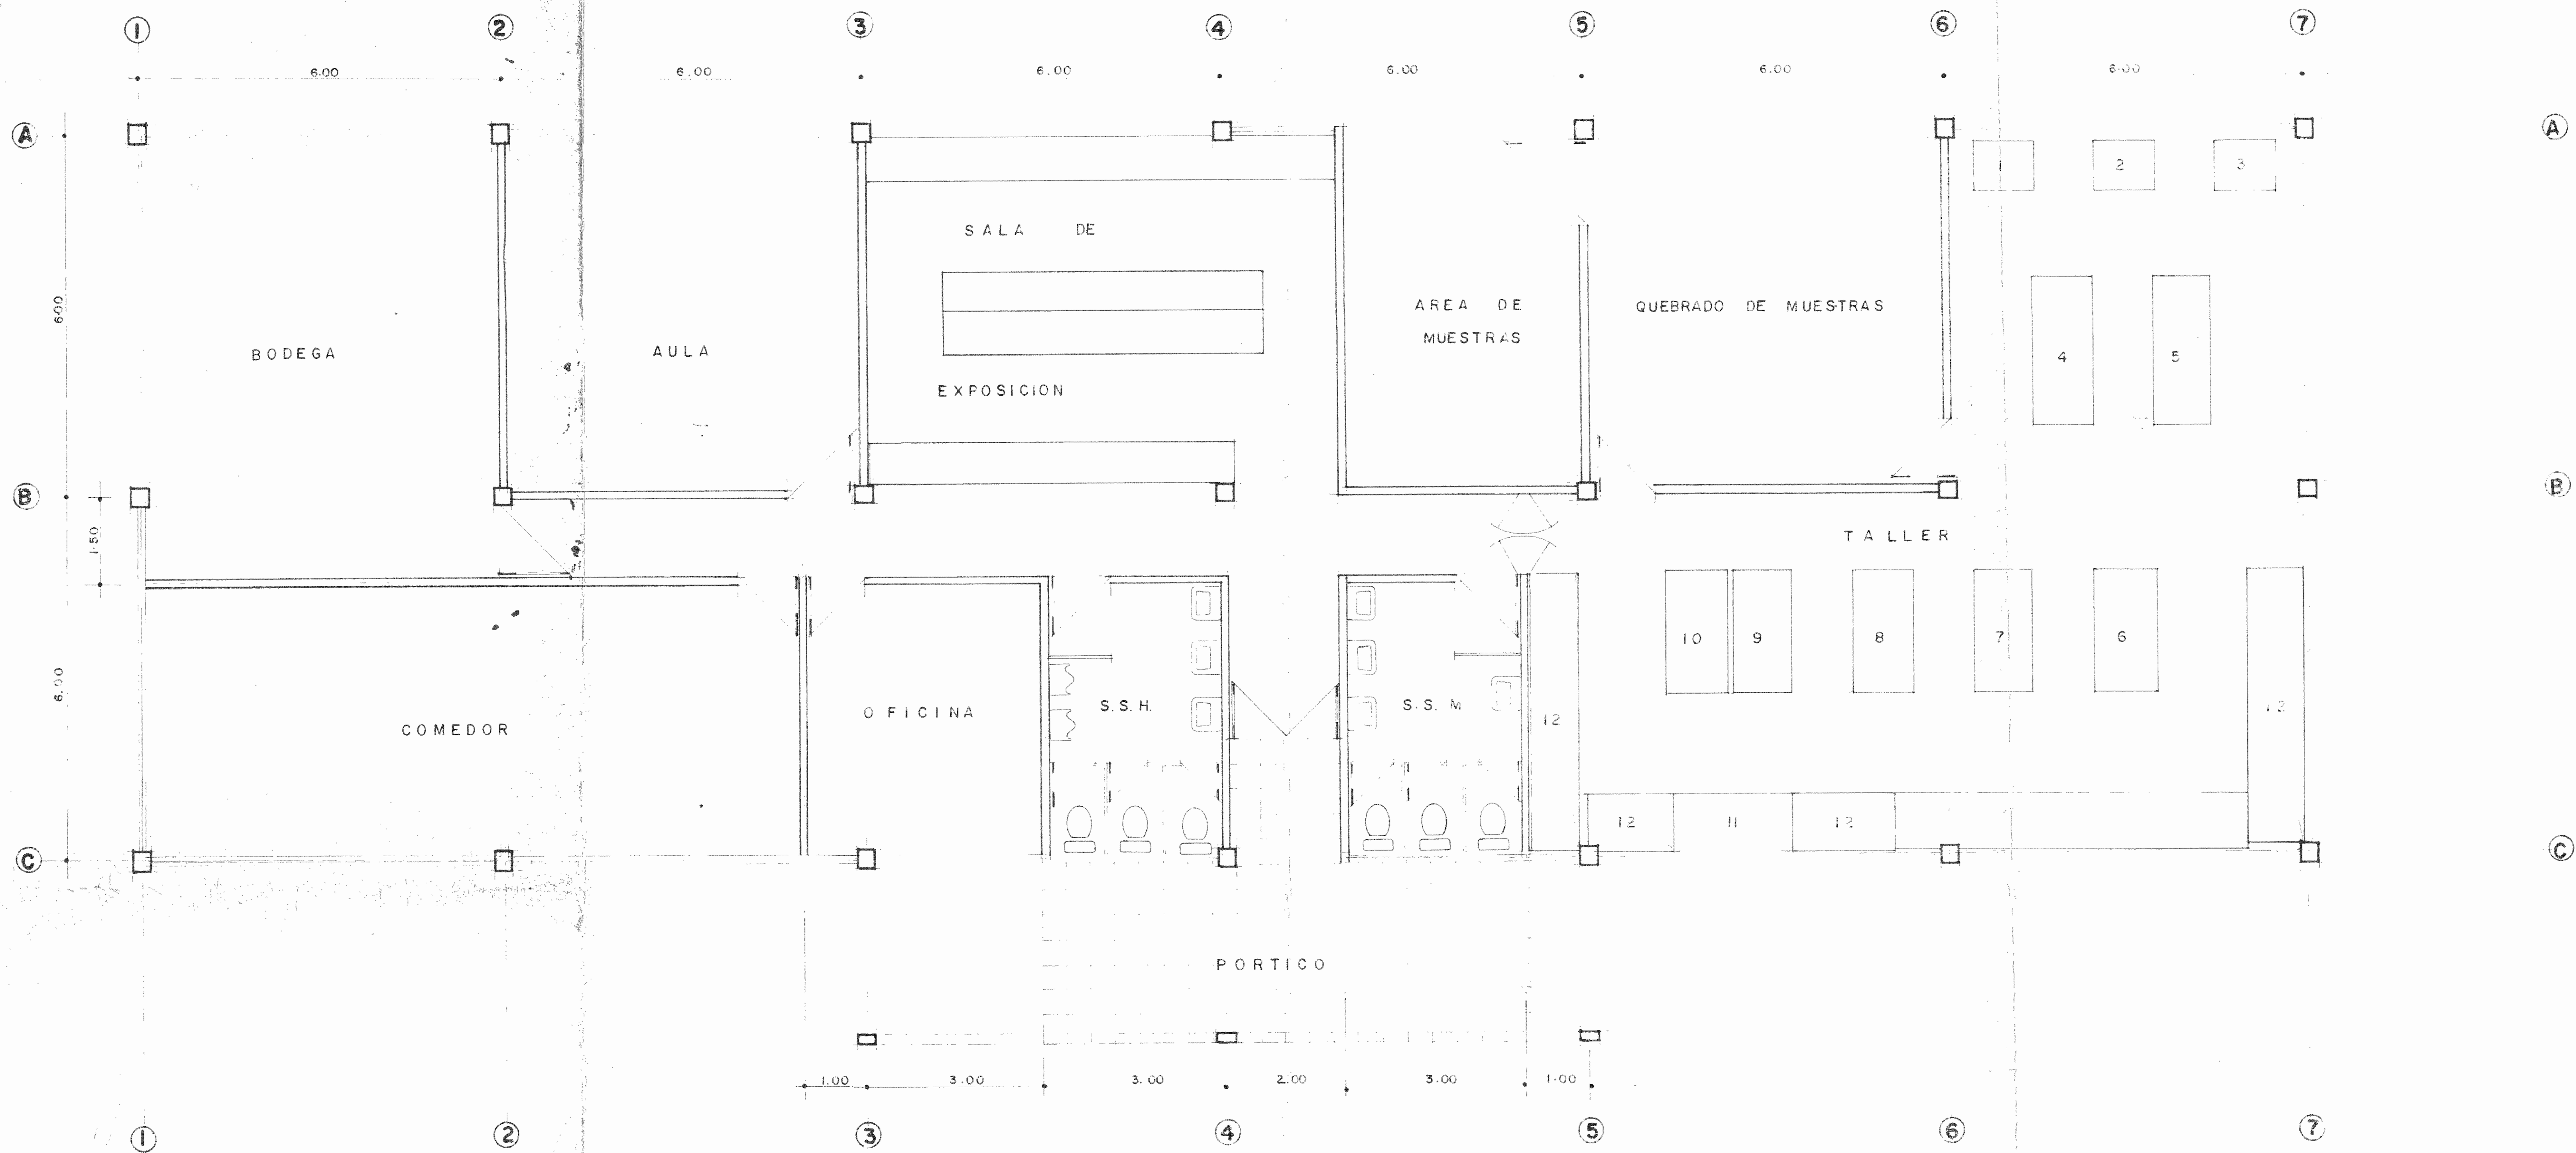 1 2 3 4 5 6 7
6.00 6.00 6.00 6.00 6.00 6.00
A A
1 2 3
SALA DE
6.00
AREA DE
MUESTRAS
QUEBRADO DE MUESTRAS
BODEGA
AULA
4 5
EXPOSICION
B B
1.50
TALLER
10 9 8 7 6
6.00
COMEDOR
OFICINA
S.S.H.
S.S. M
12
12
12 11 12
C C
PORTICO
1.00 3.00 3.00 2.00 3.00 1.00
1 2 3 4 5 6 7